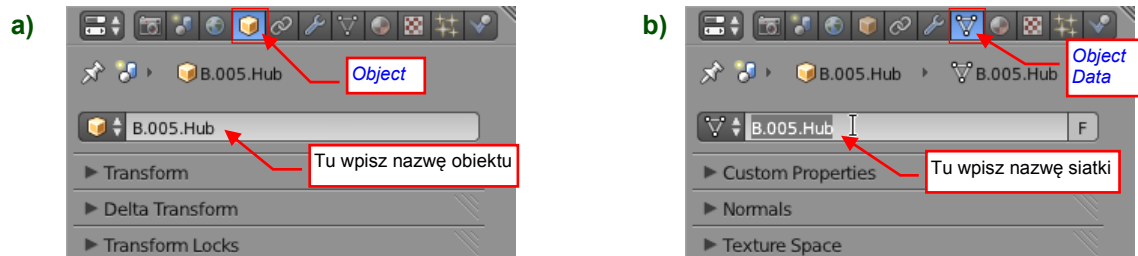 a)
B.005.Hub
Object
B.005.Hub
Tu wpisz nazwę obiektu
Transform
Delta Transform
Transform Locks
b)
B.005.Hub
B.005.Hub
Object
Data
B.005.Hub
F
Tu wpisz nazwę siatki
Custom Properties
Normals
Texture Space